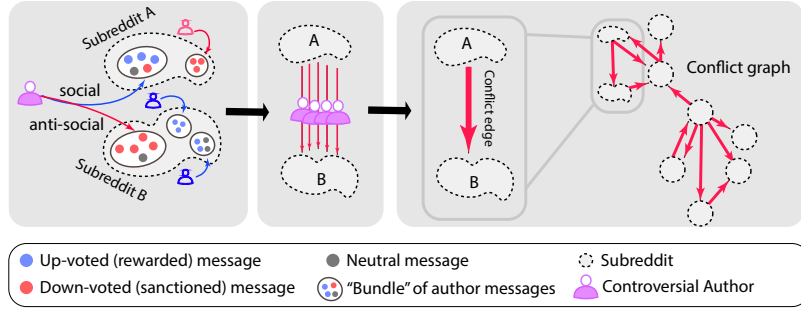 Subreddit A
social
anti-social
Subreddit B
A
B
A
Conflict edge
B
Conflict graph
Up-voted (rewarded) message
Neutral message
Subreddit
Down-voted (sanctioned) message
"Bundle" of author messages
Controversial Author